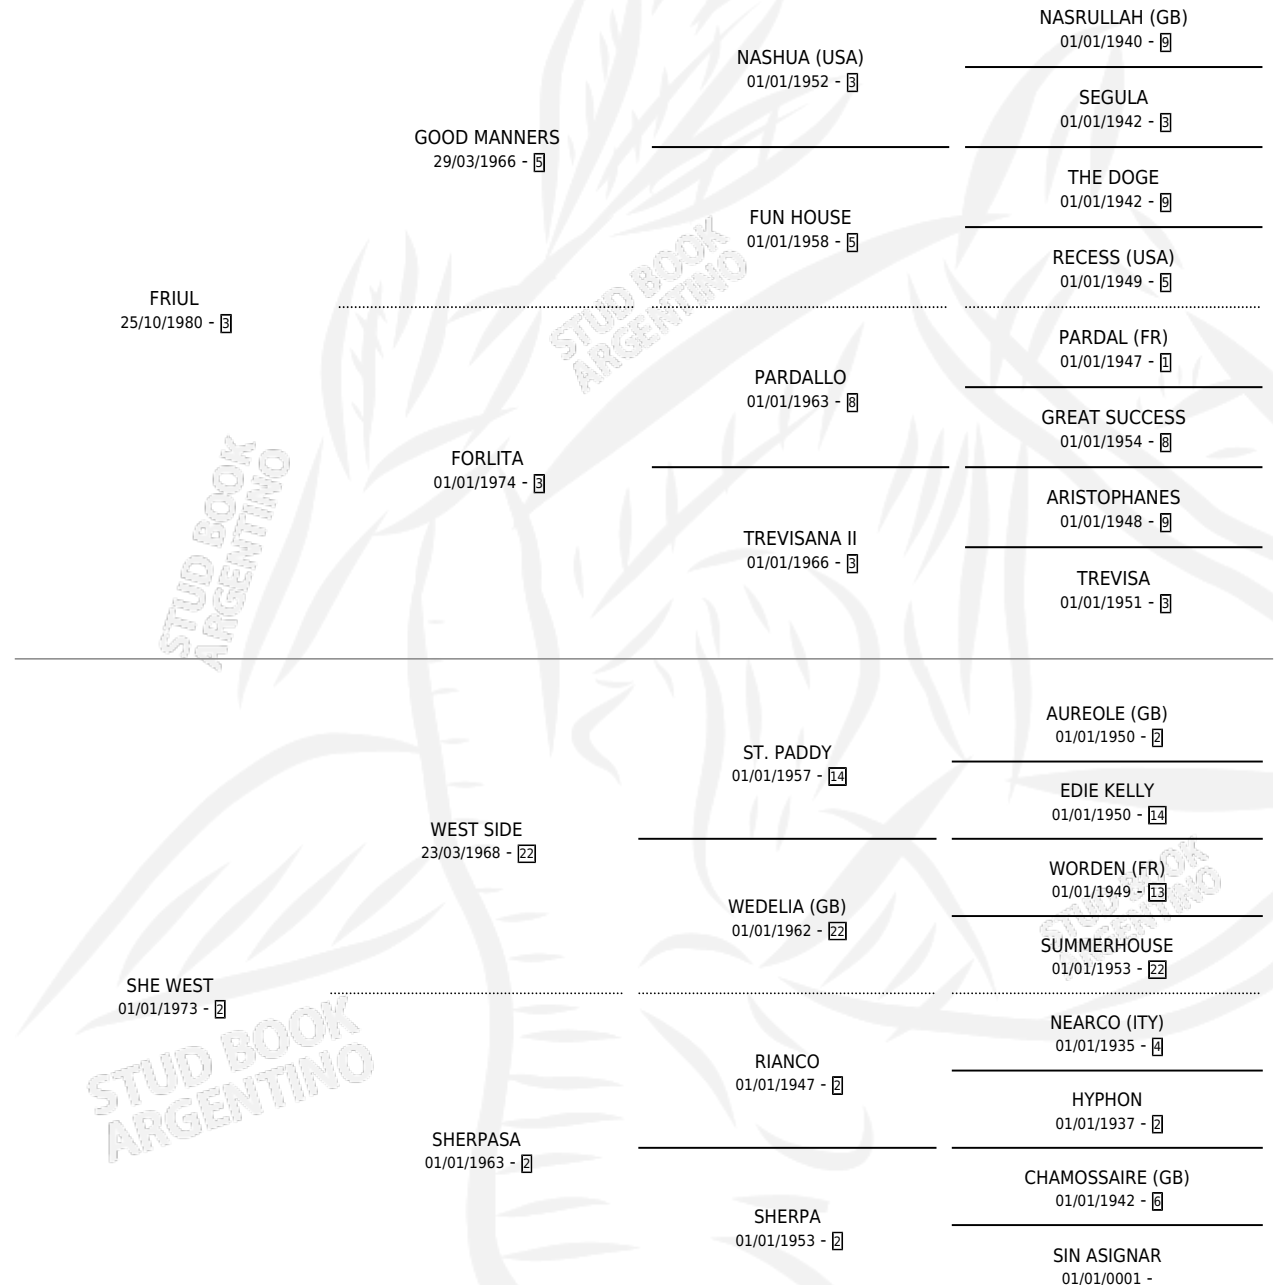 NASRULLAH (GB)
01/01/1940 - 9
NASHUA (USA)
01/01/1952 - 3
SEGULA
01/01/1942 - 3
GOOD MANNERS
29/03/1966 - 5
THE DOGE
01/01/1942 - 9
FUN HOUSE
01/01/1958 - 5
RECESS (USA)
01/01/1949 - 5
FRIUL
25/10/1980 - 3
PARDAL (FR)
01/01/1947 - 1
PARDALLO
01/01/1963 - 8
GREAT SUCCESS
01/01/1954 - 8
FORLITA
01/01/1974 - 3
ARISTOPHANES
01/01/1948 - 9
TREVISANA II
01/01/1966 - 3
TREVISA
01/01/1951 - 3
AUREOLE (GB)
01/01/1950 - 2
ST. PADDY
01/01/1957 - 14
EDIE KELLY
01/01/1950 - 14
WEST SIDE
23/03/1968 - 22
WORDEN (FR)
01/01/1949 - 13
WEDELIA (GB)
01/01/1962 - 22
SUMMERHOUSE
01/01/1953 - 22
SHE WEST
01/01/1973 - 2
NEARCO (ITY)
01/01/1935 - 4
RIANCO
01/01/1947 - 2
HYPHON
01/01/1937 - 2
SHERPASA
01/01/1963 - 2
CHAMOSSAIRE (GB)
01/01/1942 - 6
SHERPA
01/01/1953 - 2
SIN ASIGNAR
01/01/0001 -
STUD BOOK
ARGENTINO
STUD BOOK
ARGENTINO
STUD BOOK
ARGENTINO
STUD BOOK
ARGENTINO